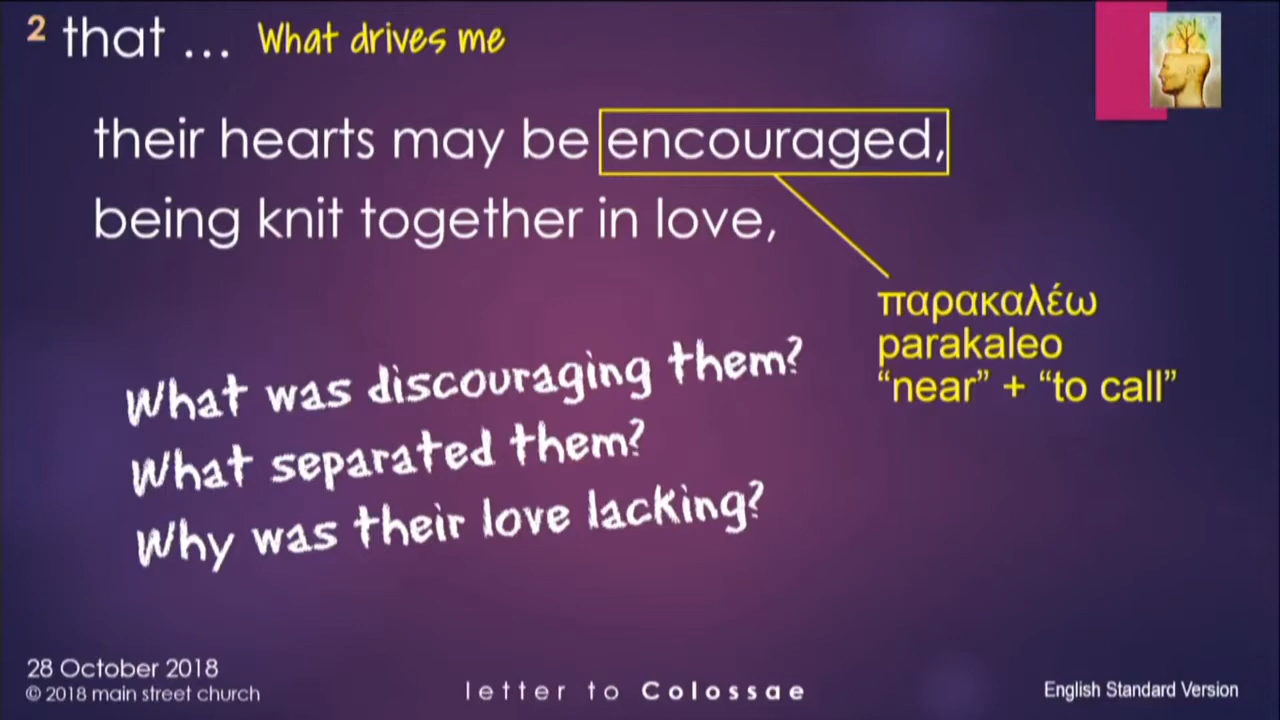 2 that ... What drives me
their hearts may be encouraged,
being knit together in love,
παρακαλέω
parakaleo
“near” + “to call”
What was discouraging them?
What separated them?
Why was their love lacking?
28 October 2018
© 2018 main street church
letter to Colossae
English Standard Version